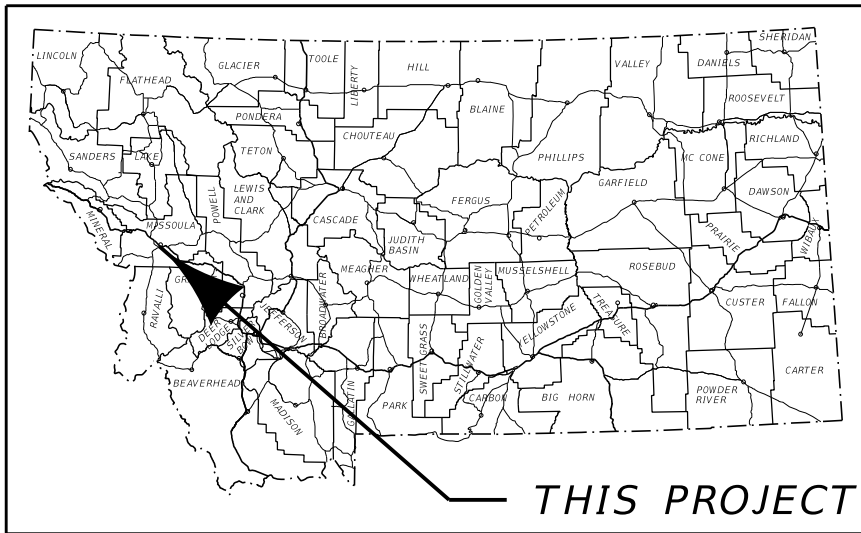 LINCOLN
FLATHEAD
GLACIER
TOOLE
LIBERTY
HILL
BLAINE
VALLEY
DANIELS
SHERIDAN
ROOSEVELT
PONDERA
CHOUTEAU
PHILLIPS
RICHLAND
SANDERS
LAKE
TETON
MC CONE
GARFIELD
DAWSON
LEWIS
AND
CLARK
POWELL
FERGUS
PETROLEUM
MINERAL
MISSOULA
CASCADE
PRAIRIE
WIBAUX
JUDITH
BASIN
MEAGHER
WHEATLAND
GOLDEN
VALLEY
MUSSELSHELL
ROSEBUD
RAVALLI
BROADWATER
JEFFERSON
DEER
LODGE
SILVER
BOW
YELLOWSTONE
TREASURE
CUSTER
FALLON
SWEET GRASS
STILLWATER
BEAVERHEAD
GALLATIN
PARK
CARBON
BIG HORN
POWDER
RIVER
CARTER
MADISON
THIS PROJECT